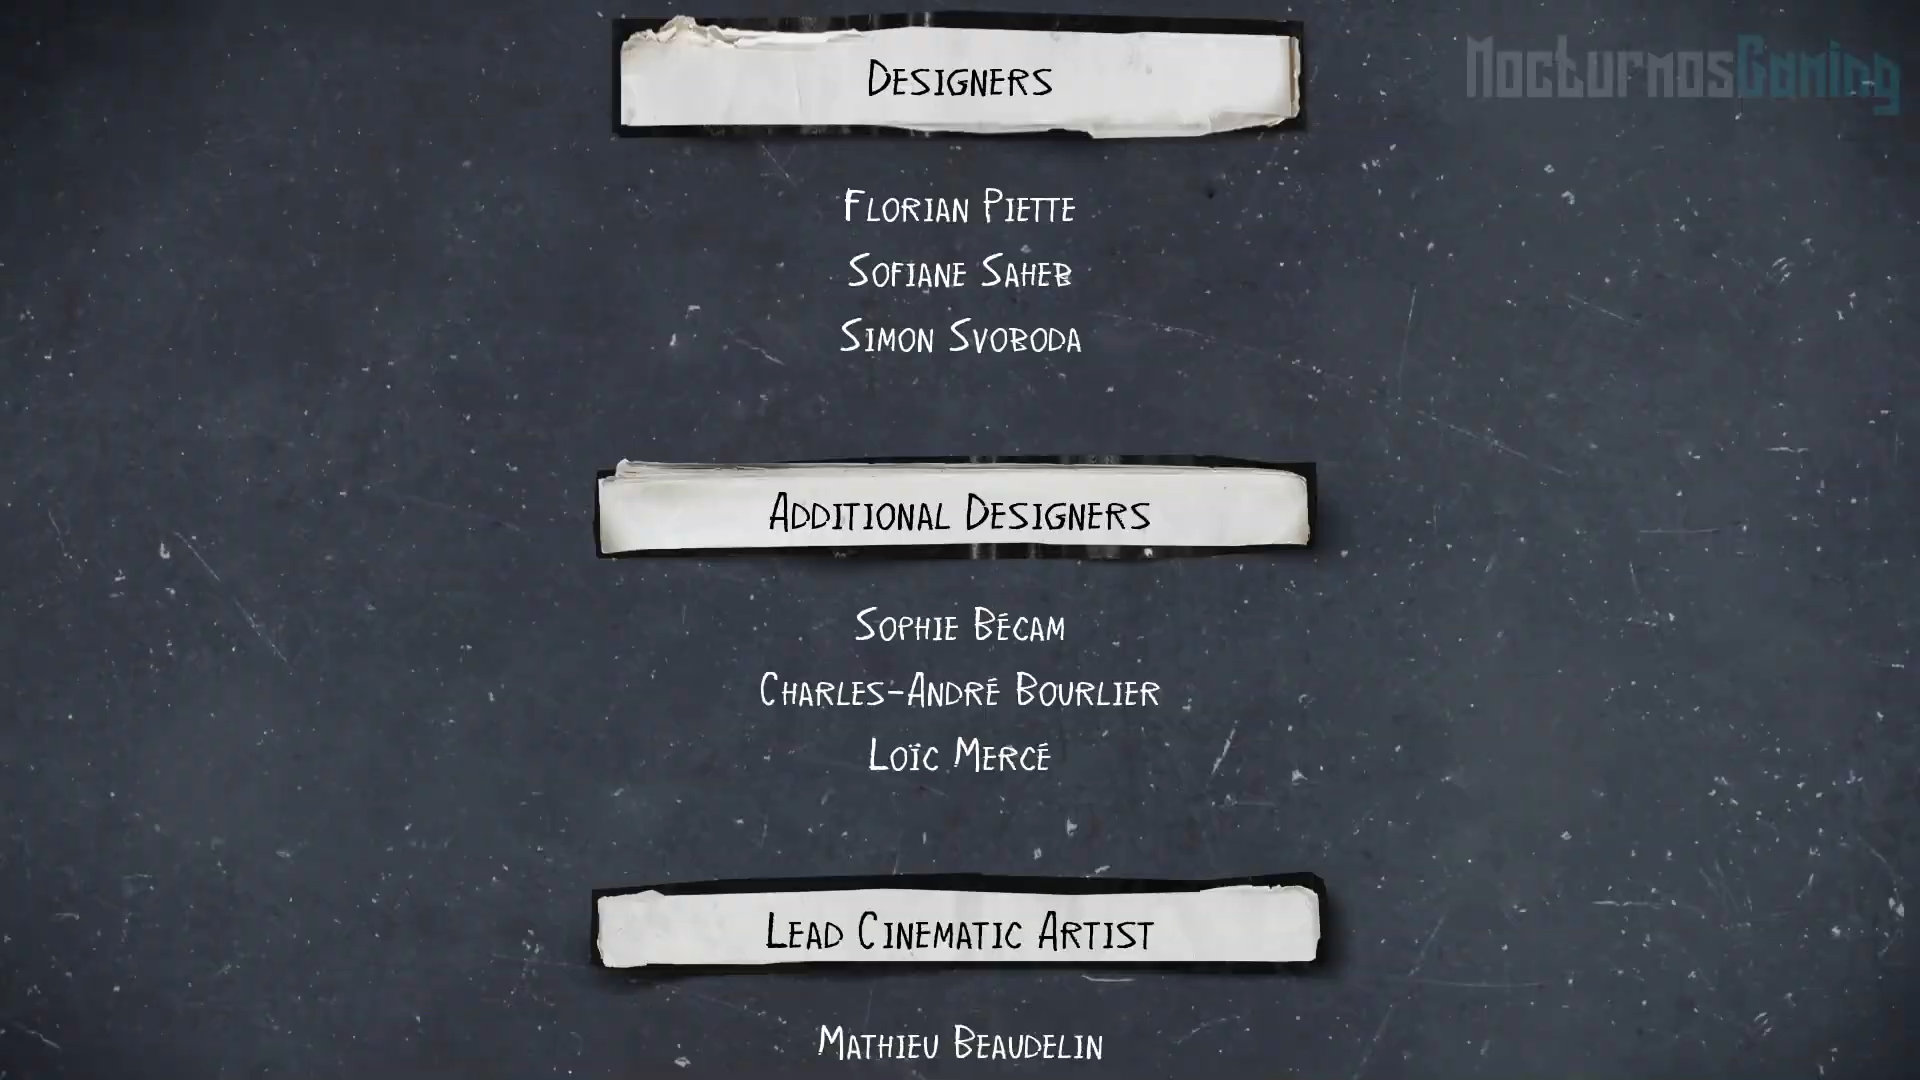 Designers
NocturnosGaming
Florian Piette
Sofiane Saheb
Simon Svoboda
Additional Designers
Sophie Bécam
Charles-André Bourlier
Loïc Mercé
Lead Cinematic Artist
Mathieu Beaudelin